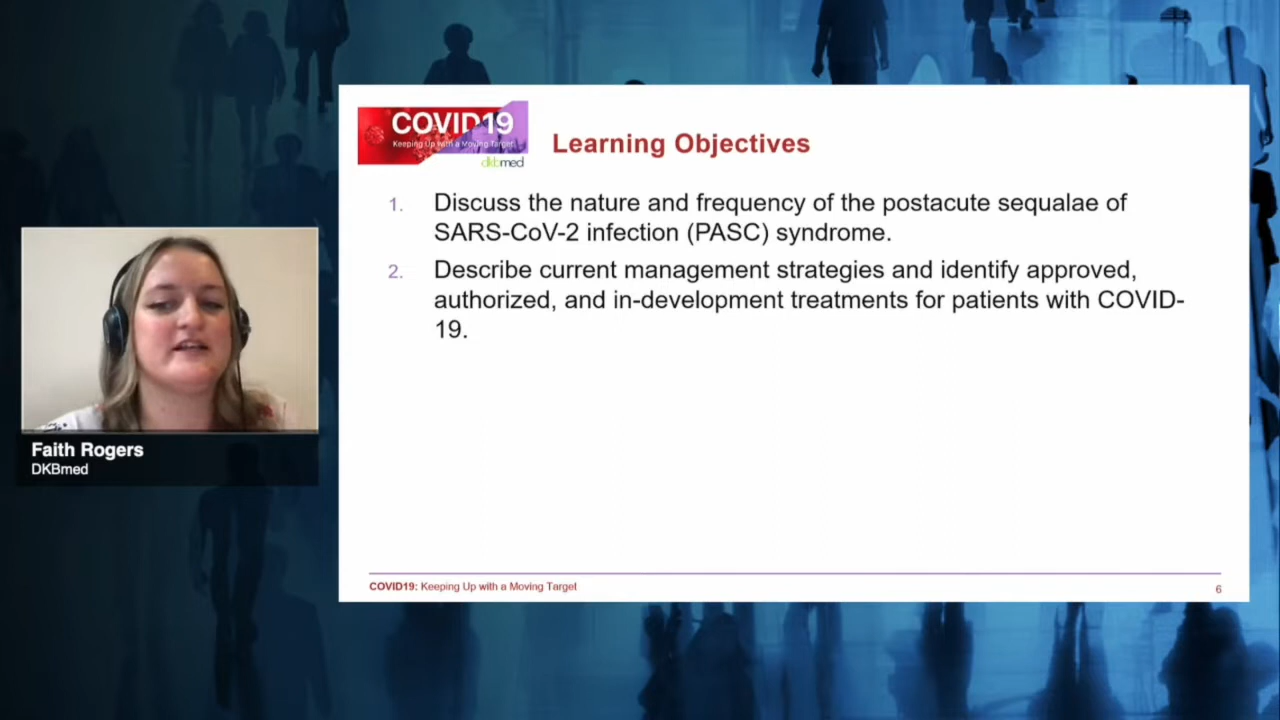 COVID19
Keeping Up with a Moving Target
dkbmed
Learning Objectives
1. Discuss the nature and frequency of the postacute sequalae of
SARS-CoV-2 infection (PASC) syndrome.
2. Describe current management strategies and identify approved,
authorized, and in-development treatments for patients with COVID-
19.
Faith Rogers
DKBmed
COVID19: Keeping Up with a Moving Target
6